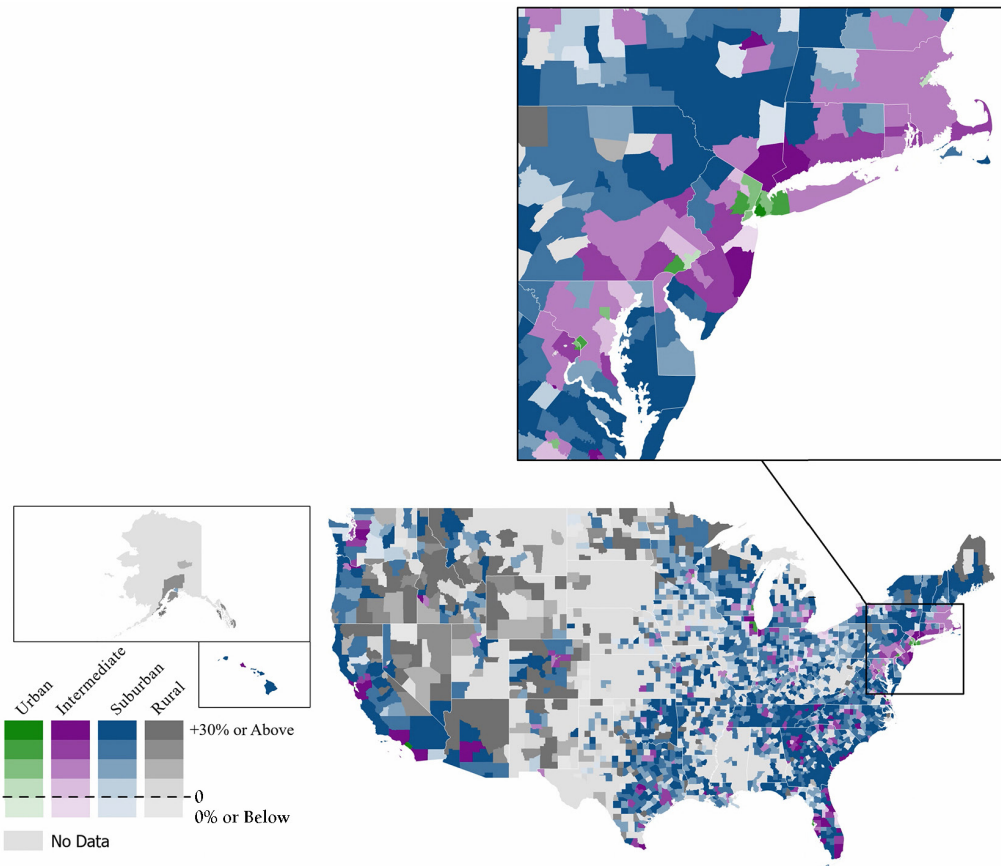 Urban
Intermediate
Suburban
Rural
+30% or Above
0
0% or Below
No Data